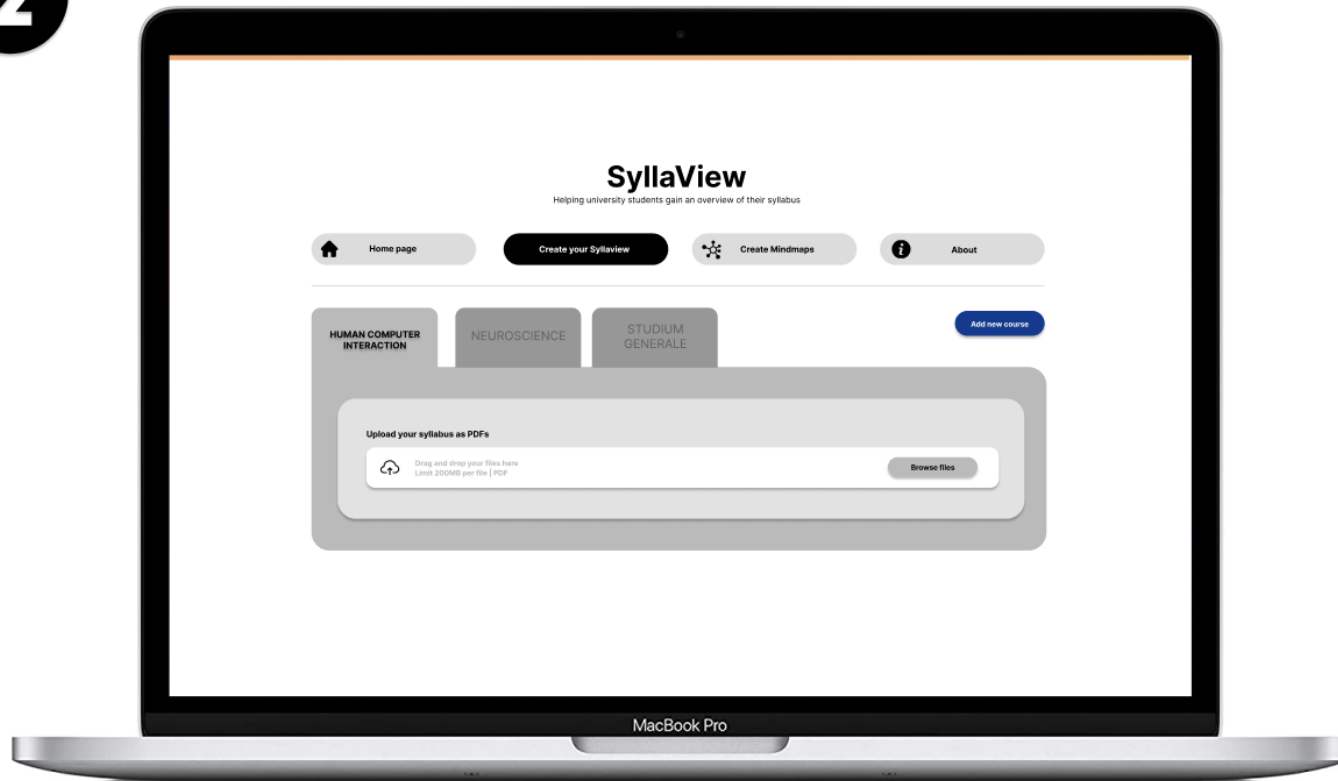 2
SyllaView
Helping university students gain an overview of their syllabus
Home page
Create your Syllaview
Create Mindmaps
i
About
HUMAN COMPUTER
INTERACTION
NEUROSCIENCE
STUDIUM
GENERALE
Add new course
Upload your syllabus as PDFs
Drag and drop your files here
Limit 200MB per file | PDF
Browse files
MacBook Pro